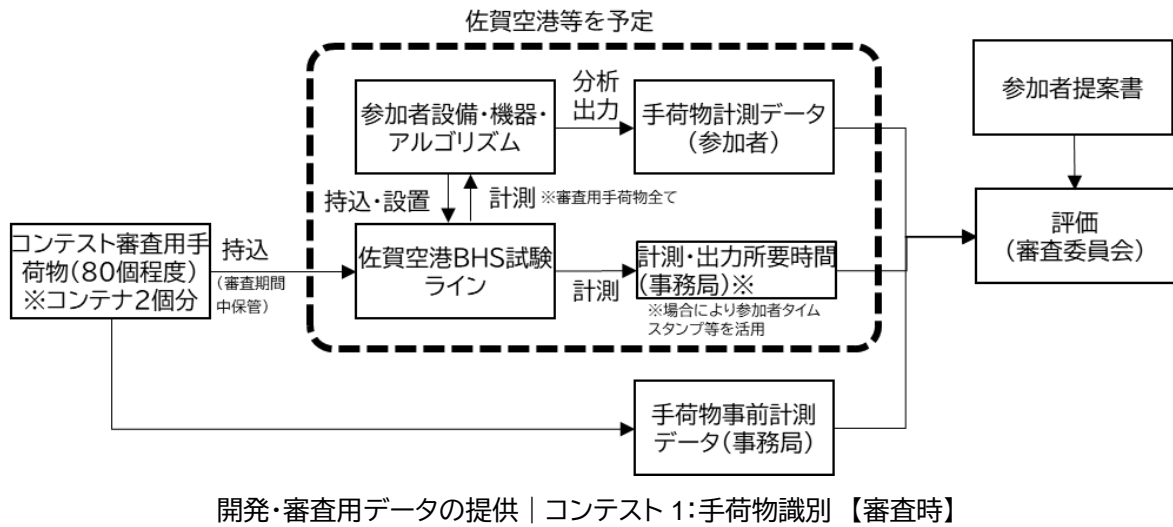 佐賀空港等を予定
参加者設備・機器・
アルゴリズム
分析
出力
手荷物計測データ
(参加者)
参加者提案書
持込・設置
計測 ※審査用手荷物全て
コンテスト審査用手
荷物(80個程度)
※コンテナ2個分
持込
(審査期間
中保管)
佐賀空港BHS試験
ライン
計測
計測・出力所要時間
(事務局)※
※場合により参加者タイム
スタンプ等を活用
評価
(審査委員会)
手荷物事前計測
データ(事務局)
開発・審査用データの提供｜コンテスト 1:手荷物識別 【審査時】